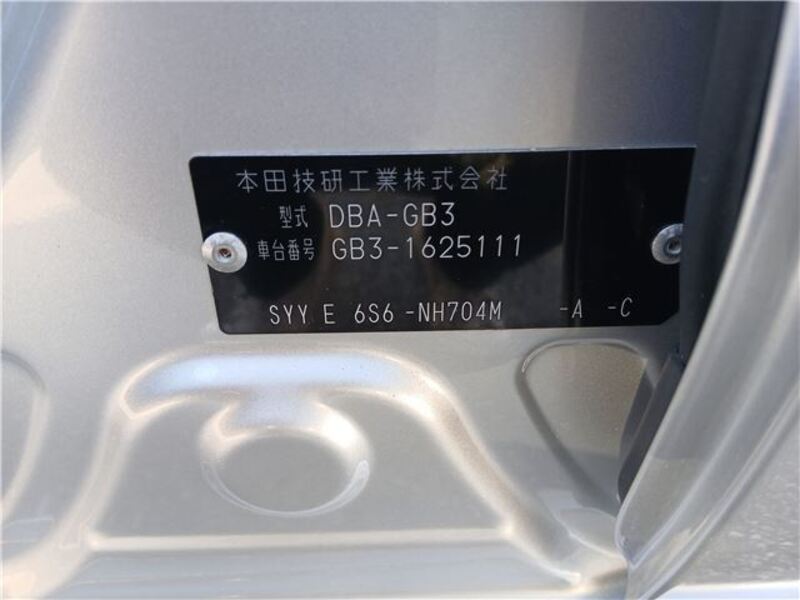 本田技研工業株式会社
型式 DBA-GB3
車台番号 GB3-1625111
SYY E 6S6 -NH704M -A -C